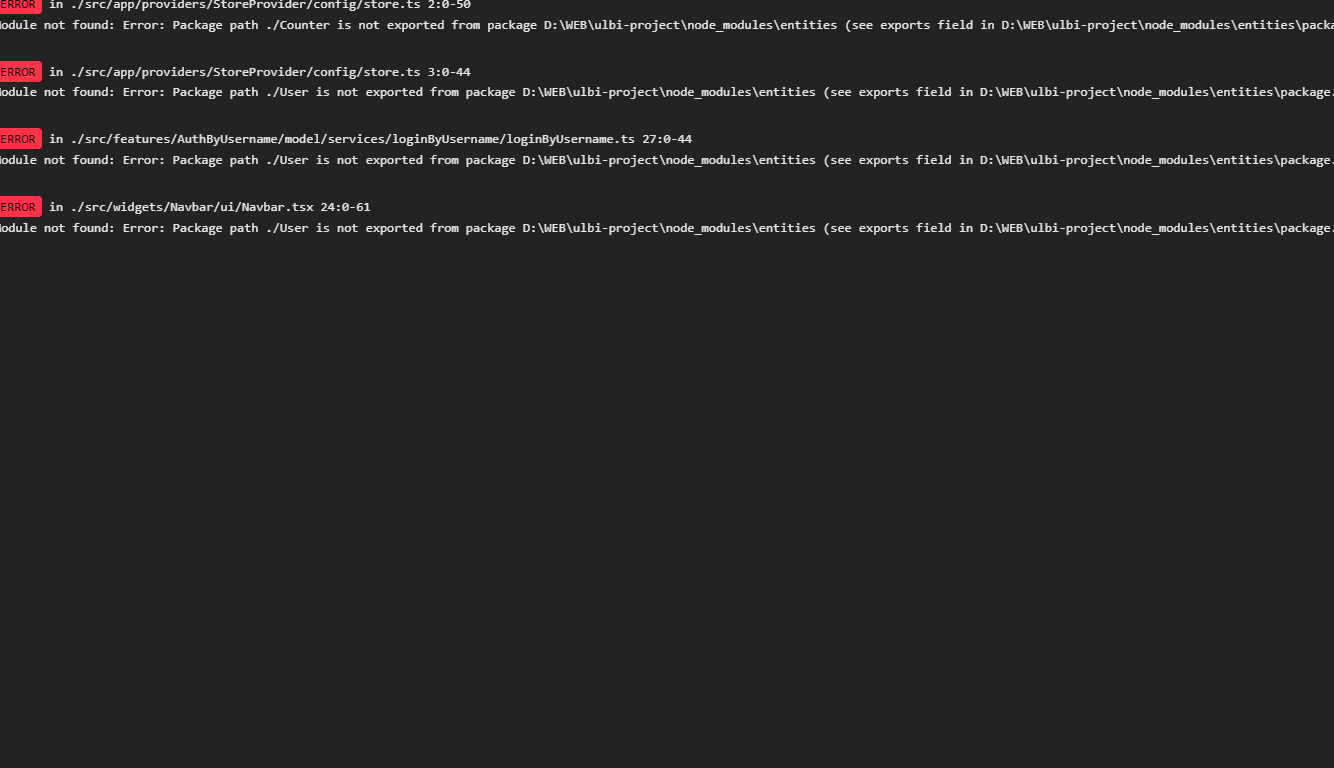 ERROR in ./src/app/providers/StoreProvider/config/store.ts 2:0-50
odule not found: Error: Package path ./Counter is not exported from package D:\WEB\ulbi-project\node_modules\entities (see exports field in D:\WEB\ulbi-project\node_modules\entities\packa
ERROR in ./src/app/providers/StoreProvider/config/store.ts 3:0-44
odule not found: Error: Package path ./User is not exported from package D:\WEB\ulbi-project\node_modules\entities (see exports field in D:\WEB\ulbi-project\node_modules\entities\package.
ERROR in ./src/features/AuthByUsername/model/services/loginByUsername/loginByUsername.ts 27:0-44
odule not found: Error: Package path ./User is not exported from package D:\WEB\ulbi-project\node_modules\entities (see exports field in D:\WEB\ulbi-project\node_modules\entities\package.
ERROR in ./src/widgets/Navbar/ui/Navbar.tsx 24:0-61
odule not found: Error: Package path ./User is not exported from package D:\WEB\ulbi-project\node_modules\entities (see exports field in D:\WEB\ulbi-project\node_modules\entities\package.